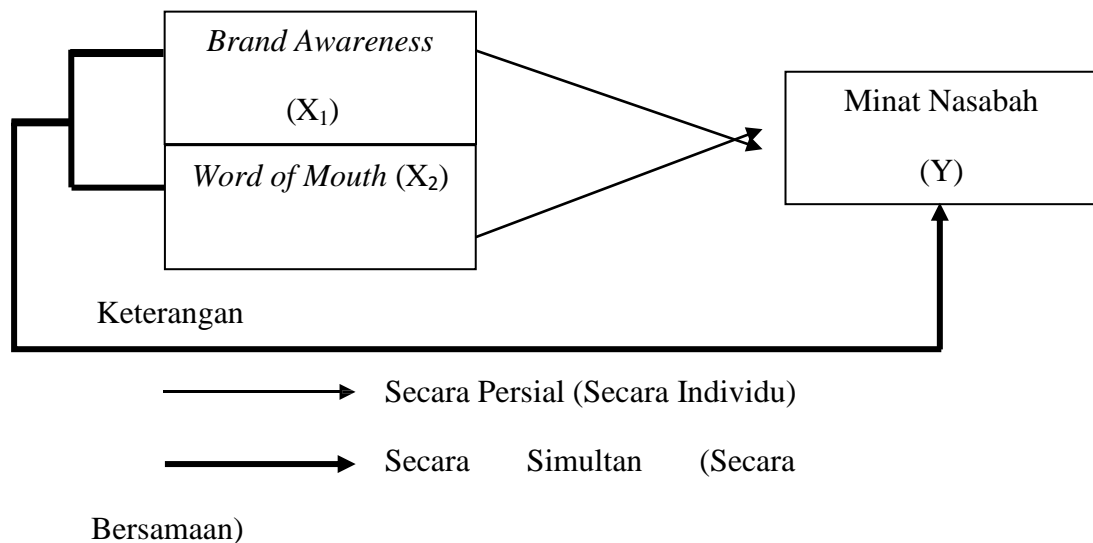 Brand Awareness
(X₁)
Word of Mouth (X₂)
Minat Nasabah
(Y)
Keterangan
Secara Persial (Secara Individu)
Secara Simultan (Secara
Bersamaan)